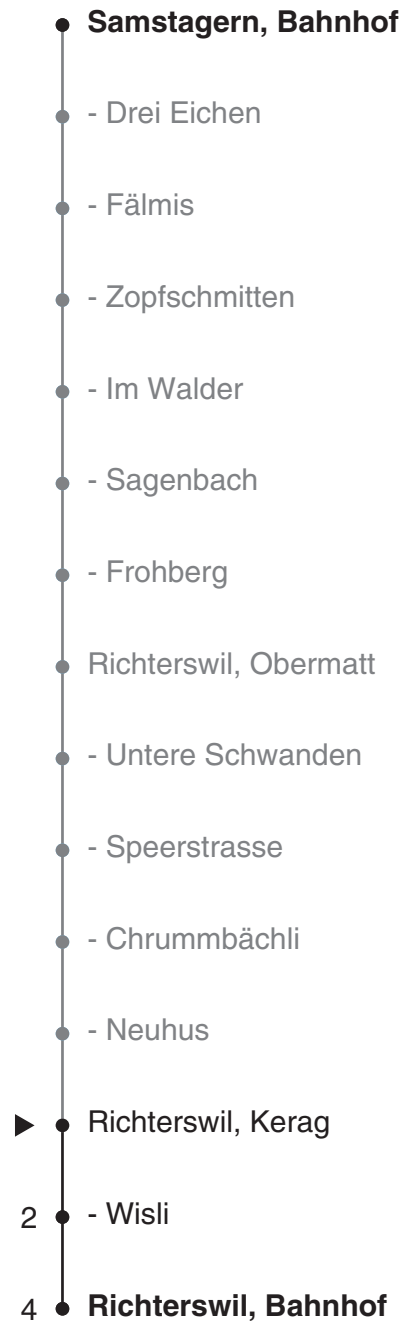 Samstagern, Bahnhof
- Drei Eichen
- Fälmis
- Zopfschmitten
- Im Walder
- Sagenbach
- Frohberg
Richterswil, Obermatt
- Untere Schwanden
- Speerstrasse
- Chrummbächli
- Neuhus
Richterswil, Kerag
2 - Wisli
4 Richterswil, Bahnhof